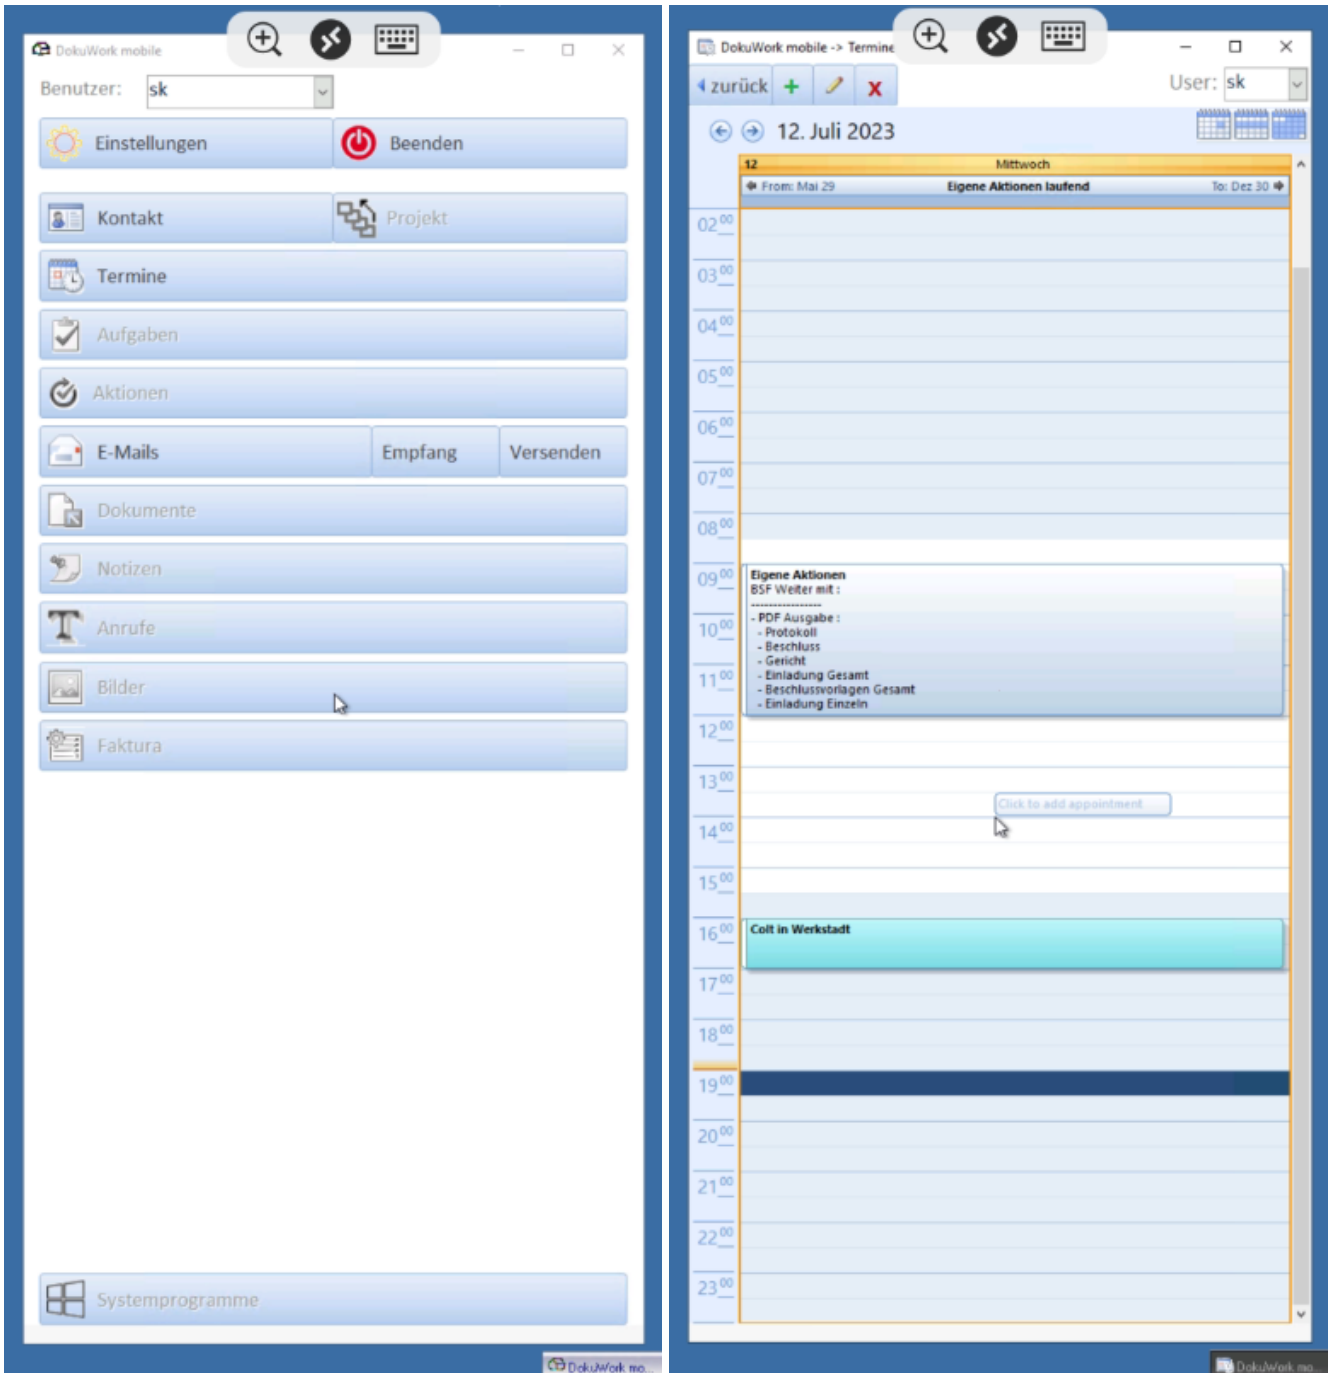 DokuWork mobile
Benutzer: sk
Einstellungen
Beenden
Kontakt
Projekt
Termine
Aufgaben
Aktionen
E-Mails
Empfang
Versenden
Dokumente
Notizen
Anrufe
Bilder
Faktura
Systemprogramme
DokuWork mo...
DokuWork mobile -> Termine
zurück
User: sk
12. Juli 2023
12 Mittwoch
From: Mai 29
Eigene Aktionen laufend
To: Dez 30
02 00
03 00
04 00
05 00
06 00
07 00
08 00
09 00
Eigene Aktionen
BSF Weiter mit :
-----------------
- PDF Ausgabe :
- Protokoll
- Beschluss
- Gericht
- Einladung Gesamt
- Beschlussvorlagen Gesamt
- Einladung Einzeln
10 00
11 00
12 00
13 00
Click to add appointment
14 00
15 00
16 00
Colt in Werkstadt
17 00
18 00
19 00
20 00
21 00
22 00
23 00
DokuWork mo...